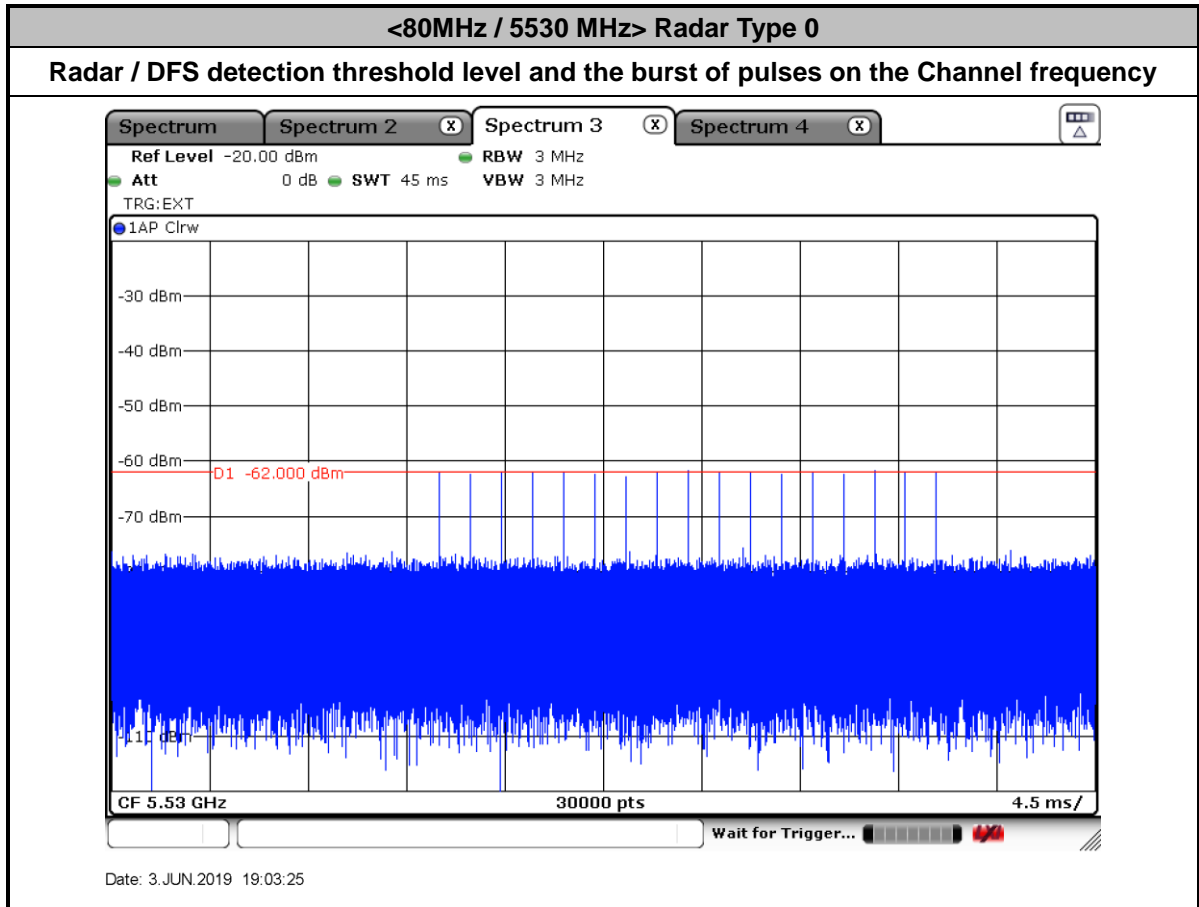 <80MHz / 5530 MHz> Radar Type 0
Radar / DFS detection threshold level and the burst of pulses on the Channel frequency
Spectrum Spectrum 2 X Spectrum 3 X Spectrum 4 X
Ref Level -20.00 dBm RBW 3 MHz
Att 0 dB SWT 45 ms VBW 3 MHz
TRG:EXT
1AP Clrw
-30 dBm
-40 dBm
-50 dBm
-60 dBm
D1 -62.000 dBm
-70 dBm
CF 5.53 GHz 30000 pts 4.5 ms/
Wait for Trigger...
Date: 3.JUN.2019 19:03:25